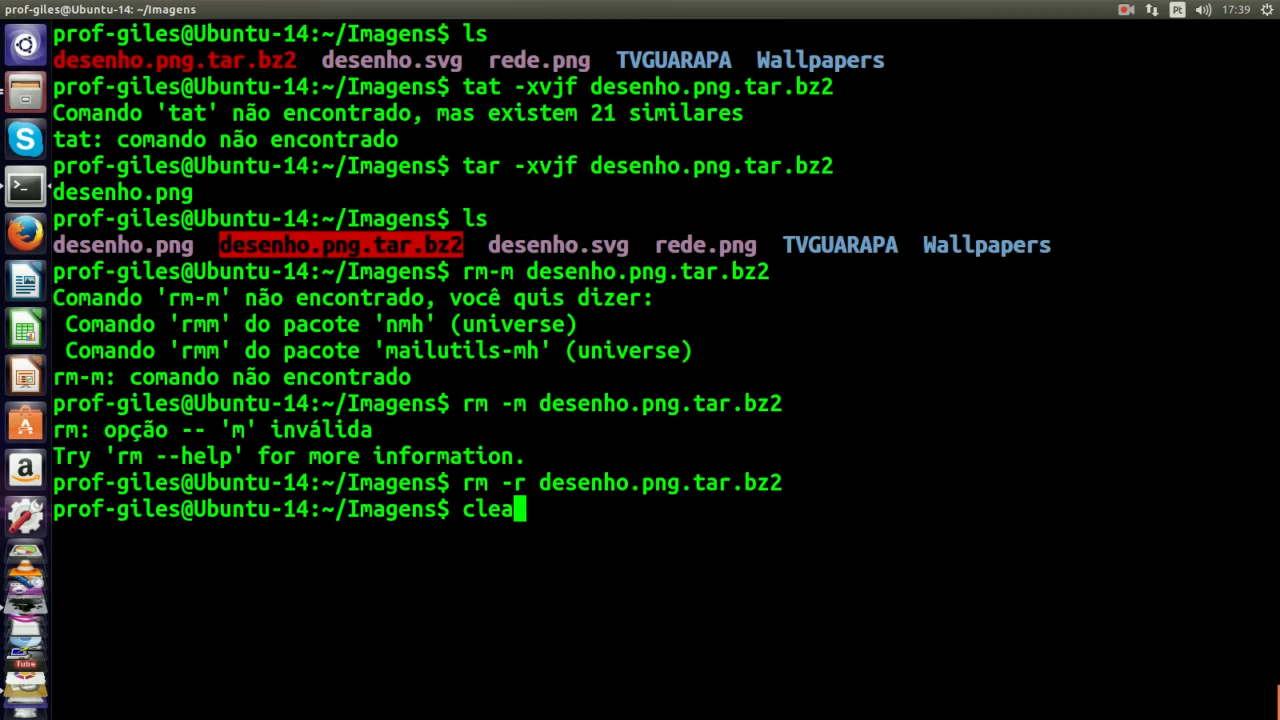 prof-giles@Ubuntu-14: ~/Imagens
Pt
17:39
prof-giles@Ubuntu-14:~/Imagens$ ls
desenho.png.tar.bz2 desenho.svg rede.png TVGUARAPA Wallpapers
prof-giles@Ubuntu-14:~/Imagens$ tat -xvjf desenho.png.tar.bz2
Comando 'tat' não encontrado, mas existem 21 similares
tat: comando não encontrado
prof-giles@Ubuntu-14:~/Imagens$ tar -xvjf desenho.png.tar.bz2
desenho.png
prof-giles@Ubuntu-14:~/Imagens$ ls
desenho.png desenho.png.tar.bz2 desenho.svg rede.png TVGUARAPA Wallpapers
prof-giles@Ubuntu-14:~/Imagens$ rm-m desenho.png.tar.bz2
Comando 'rm-m' não encontrado, você quis dizer:
Comando 'rmm' do pacote 'nmh' (universe)
Comando 'rmm' do pacote 'mailutils-mh' (universe)
rm-m: comando não encontrado
prof-giles@Ubuntu-14:~/Imagens$ rm -m desenho.png.tar.bz2
rm: opção -- 'm' inválida
Try 'rm --help' for more information.
prof-giles@Ubuntu-14:~/Imagens$ rm -r desenho.png.tar.bz2
prof-giles@Ubuntu-14:~/Imagens$ clea
Tube